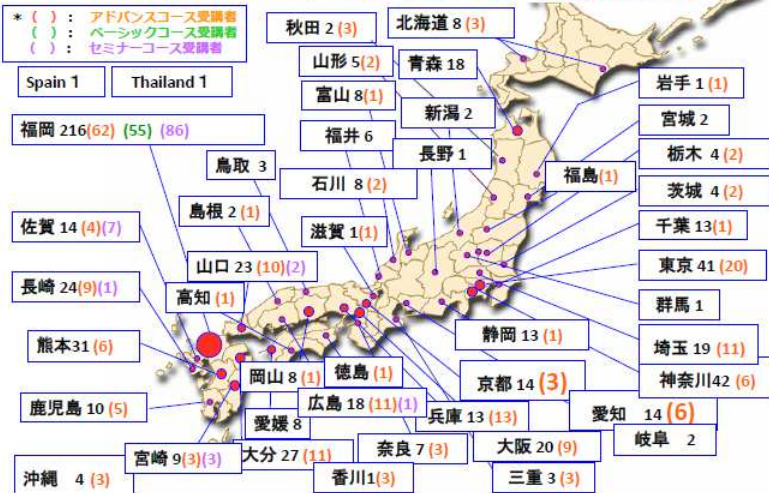 * ( ) : アドバンスコース受講者
( ) : ベーシックコース受講者
( ) : セミナーコース受講者
Spain 1
Thailand 1
秋田 2 (3)
北海道 8 (3)
山形 5(2)
青森 18
岩手 1 (1)
富山 8(1)
新潟 2
宮城 2
福岡 216(62) (55) (86)
福井 6
長野 1
栃木 4 (2)
鳥取 3
石川 8 (2)
福島(1)
茨城 4 (2)
島根 2 (1)
滋賀 1(1)
千葉 13(1)
佐賀 14 (4)(7)
山口 23 (10)(2)
東京 41 (20)
長崎 24(9)(1)
高知 (1)
群馬 1
熊本31 (6)
静岡 13 (1)
埼玉 19 (11)
岡山 8 (1)
徳島 (1)
京都 14 (3)
神奈川42 (6)
鹿児島 10 (5)
広島 18 (11)(1)
兵庫 13 (13)
愛知 14 (6)
愛媛 8
岐阜 2
宮崎 9(3)(3)
大分 27 (11)
奈良 7 (3)
大阪 20 (9)
沖縄 4 (3)
香川1(3)
三重 3 (3)